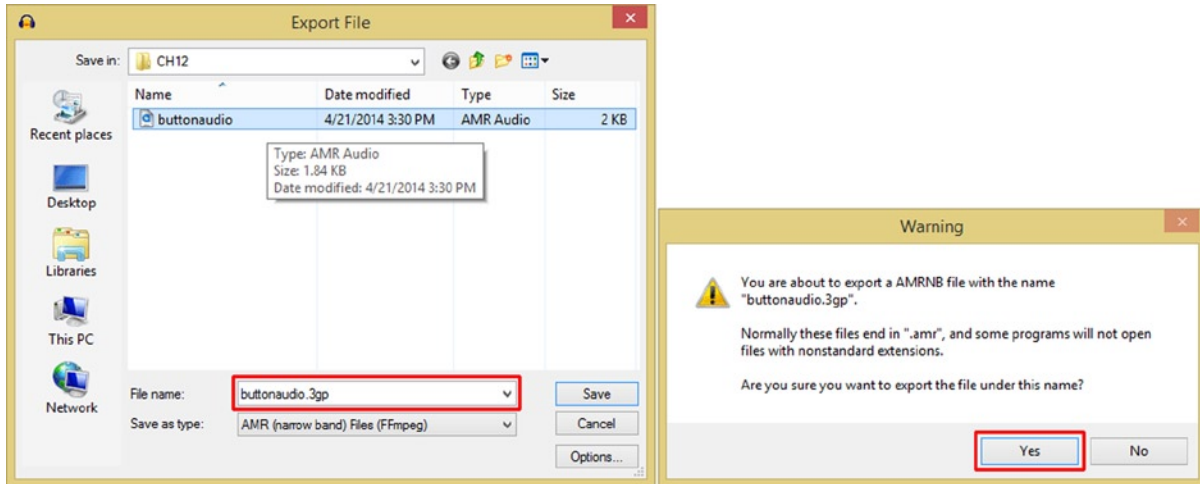 Export File
Save in:
CH12
Name Date modified Type Size
buttonaudio 4/21/2014 3:30 PM AMR Audio 2 KB
Type: AMR Audio
Size: 1.84 KB
Date modified: 4/21/2014 3:30 PM
Recent places
Desktop
Libraries
This PC
Network
File name: buttonaudio.3gp Save
Save as type: AMR (narrow band) Files (FFmpeg) Cancel
Options...
Warning
You are about to export a AMRNB file with the name
"buttonaudio.3gp".
Normally these files end in ".amr", and some programs will not open
files with nonstandard extensions.
Are you sure you want to export the file under this name?
Yes No